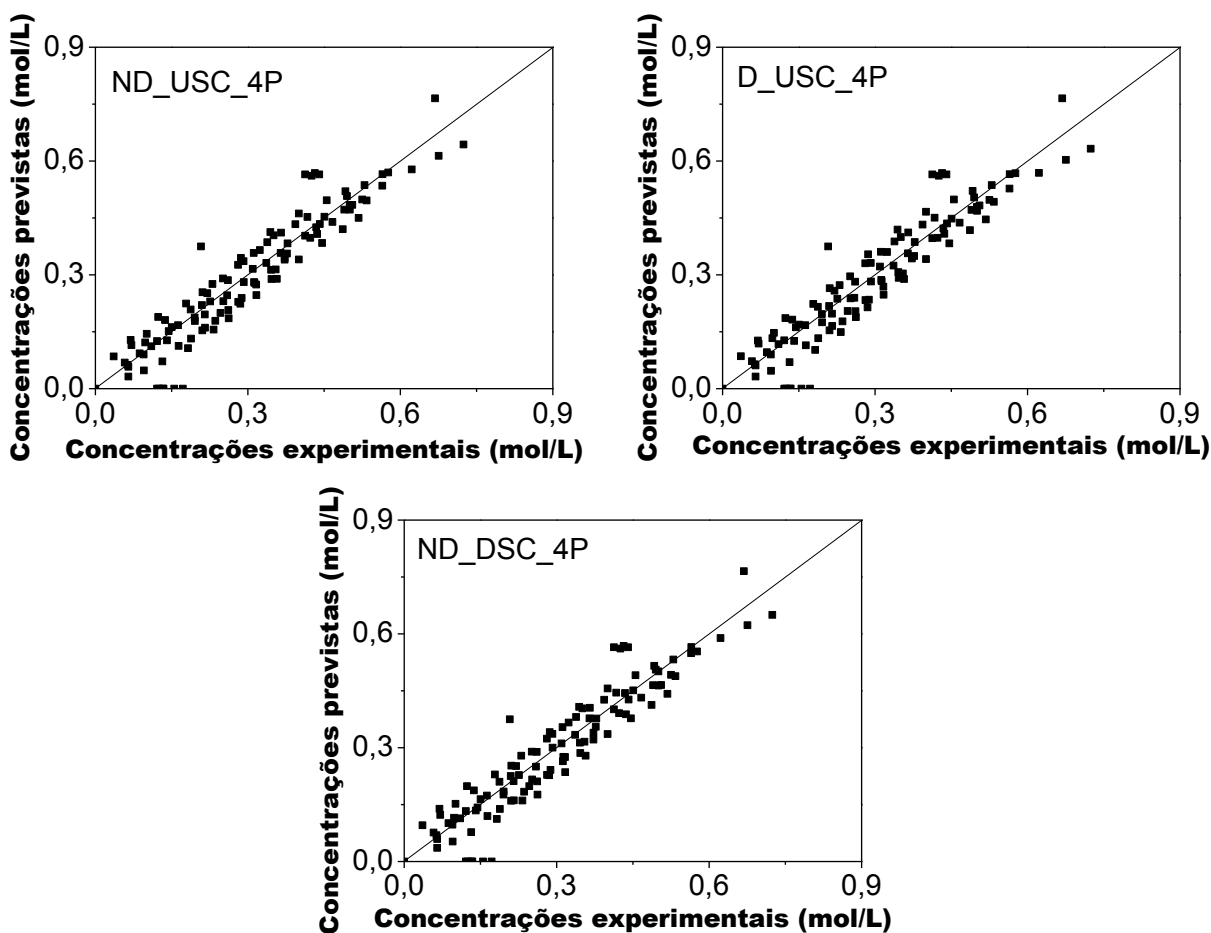 Concentrações previstas (mol/L)
0,9
0,6
0,3
0,0
ND_USC_4P
0,0
0,3
0,6
0,9
Concentrações experimentais (mol/L)
Concentrações previstas (mol/L)
0,9
0,6
0,3
0,0
D_USC_4P
0,0
0,3
0,6
0,9
Concentrações experimentais (mol/L)
Concentrações previstas (mol/L)
0,9
0,6
0,3
0,0
ND_DSC_4P
0,0
0,3
0,6
0,9
Concentrações experimentais (mol/L)